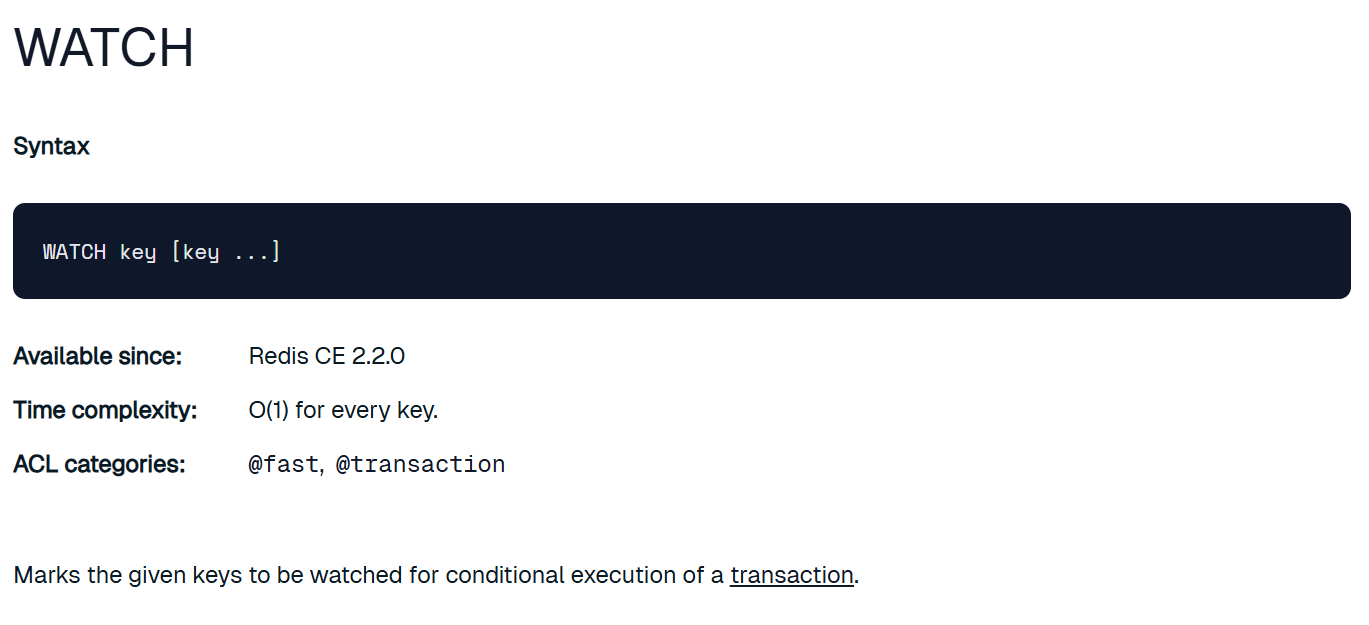 WATCH
Syntax
WATCH key [key ...]
Available since: Redis CE 2.2.0
Time complexity: O(1) for every key.
ACL categories: @fast, @transaction
Marks the given keys to be watched for conditional execution of a transaction.